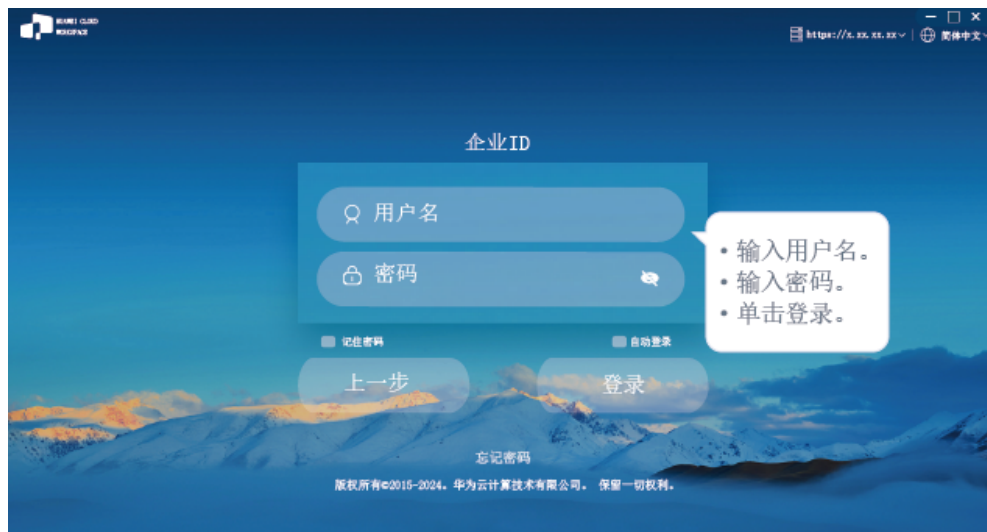 HUAWEI CLOUD
WORKSPACE
https://x.xx.xx.xx
简体中文
企业ID
用户名
密码
• 输入用户名。
• 输入密码。
• 单击登录。
记住密码
自动登录
上一步
登录
忘记密码
版权所有©2015-2024。华为云计算技术有限公司。 保留一切权利。